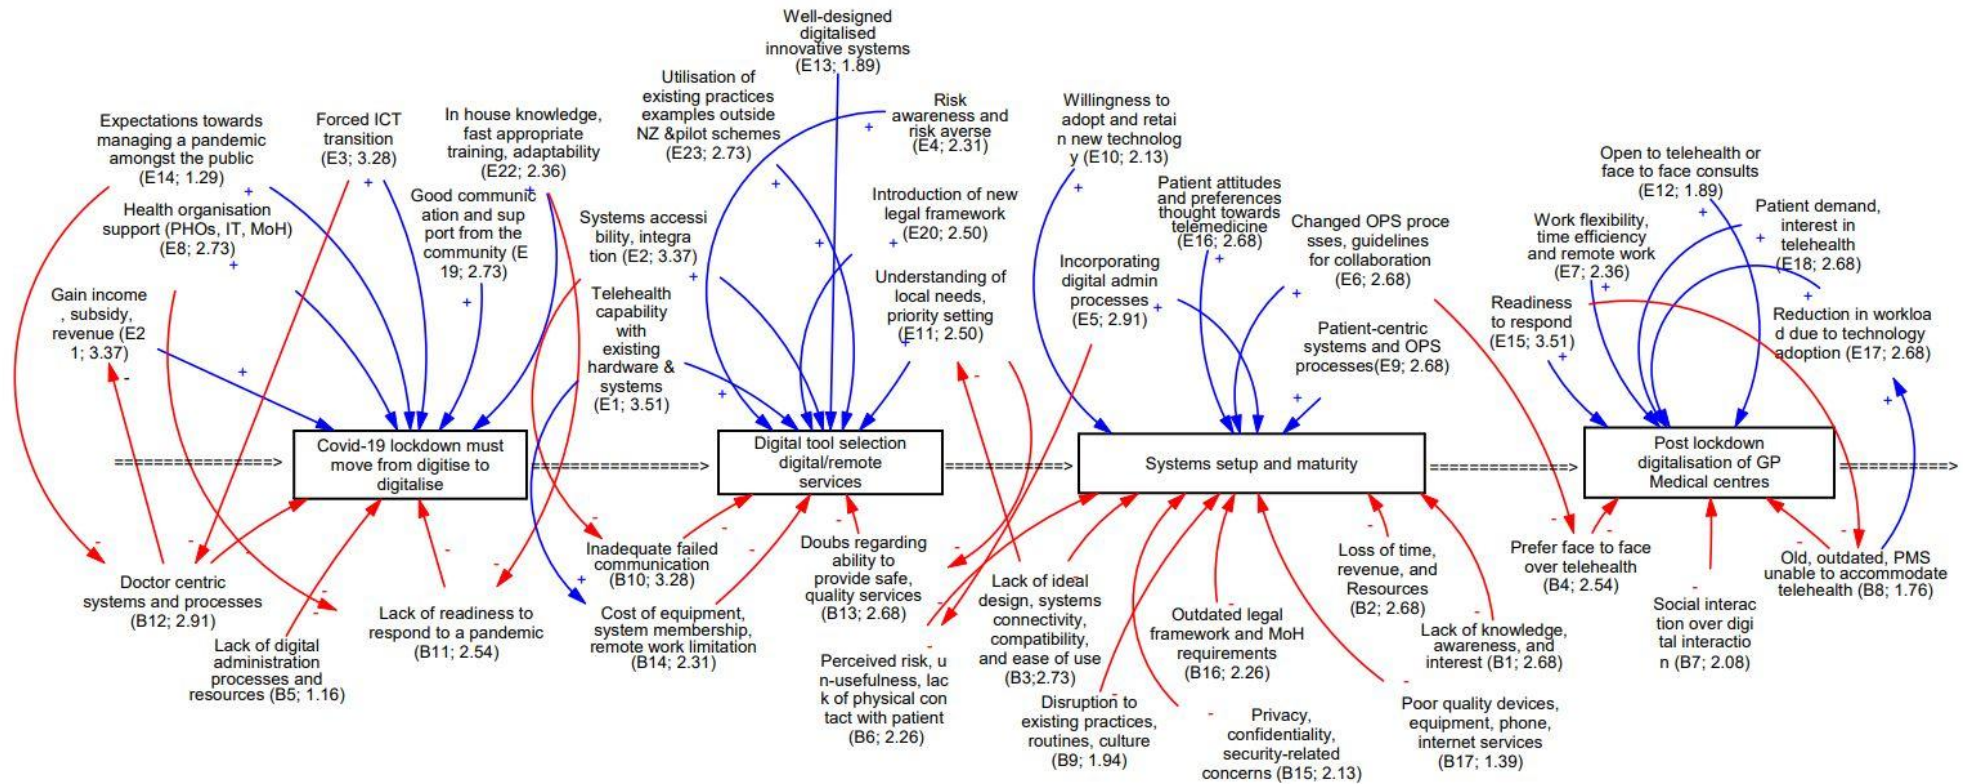 Well-designed
digitalised
innovative systems
(E13; 1.89)
Utilisation of
existing practices
examples outside
NZ &pilot schemes
(E23; 2.73)
Risk
awareness and
risk averse
(E4; 2.31)
Willingness to
adopt and retai
n new technolog
y (E10; 2.13)
Expectations towards
managing a pandemic
amongst the public
(E14; 1.29)
Forced ICT
transition
(E3; 3.28)
In house knowledge,
fast appropriate
training, adaptability
(E22; 2.36)
Health organisation
support (PHOs, IT, MoH)
(E8; 2.73)
Good communic
ation and sup
port from the
community (E
19; 2.73)
Systems accessi
bility, integra
tion (E2; 3.37)
Introduction of new
legal framework
(E20; 2.50)
Patient attitudes
and preferences
thought towards
telemedicine
(E16; 2.68)
Changed OPS proce
sses, guidelines
for collaboration
(E6; 2.68)
Open to telehealth or
face to face consults
(E12; 1.89)
Work flexibility,
time efficiency
and remote work
(E7; 2.36)
Patient demand,
interest in
telehealth
(E18; 2.68)
Gain income
, subsidy,
revenue (E2
1; 3.37)
Telehealth
capability
with
existing
hardware &
systems
(E1; 3.51)
Understanding of
local needs,
priority setting
(E11; 2.50)
Incorporating
digital admin
processes
(E5; 2.91)
Patient-centric
systems and OPS
processes(E9; 2.68)
Readiness
to respond
(E15; 3.51)
Reduction in workloa
d due to technology
adoption (E17; 2.68)
============>
Covid-19 lockdown must
move from digitise to
digitalise
============>
Digital tool selection
digital/remote
services
============>
Systems setup and maturity
============>
Post lockdown
digitalisation of GP
Medical centres
============>
Doctor centric
systems and processes
(B12; 2.91)
Lack of digital
administration
processes and
resources (B5; 1.16)
Lack of readiness to
respond to a pandemic
(B11; 2.54)
Inadequate failed
communication
(B10; 3.28)
Cost of equipment,
system membership,
remote work limitation
(B14; 2.31)
Doubs regarding
ability to
provide safe,
quality services
(B13; 2.68)
Perceived risk, u
n-usefulness, lac
k of physical con
tact with patient
(B6; 2.26)
Lack of ideal
design, systems
connectivity,
compatibility,
and ease of use
(B3;2.73)
Disruption to
existing practices,
routines, culture
(B9; 1.94)
Outdated legal
framework and MoH
requirements
(B16; 2.26)
Privacy,
confidentiality,
security-related
concerns (B15; 2.13)
Loss of time,
revenue, and
Resources
(B2; 2.68)
Lack of knowledge,
awareness, and
interest (B1; 2.68)
Poor quality devices,
equipment, phone,
internet services
(B17; 1.39)
Prefer face to face
over telehealth
(B4; 2.54)
Social interac
tion over digi
tal interactio
n (B7; 2.08)
Old, outdated, PMS
unable to accommodate
telehealth (B8; 1.76)